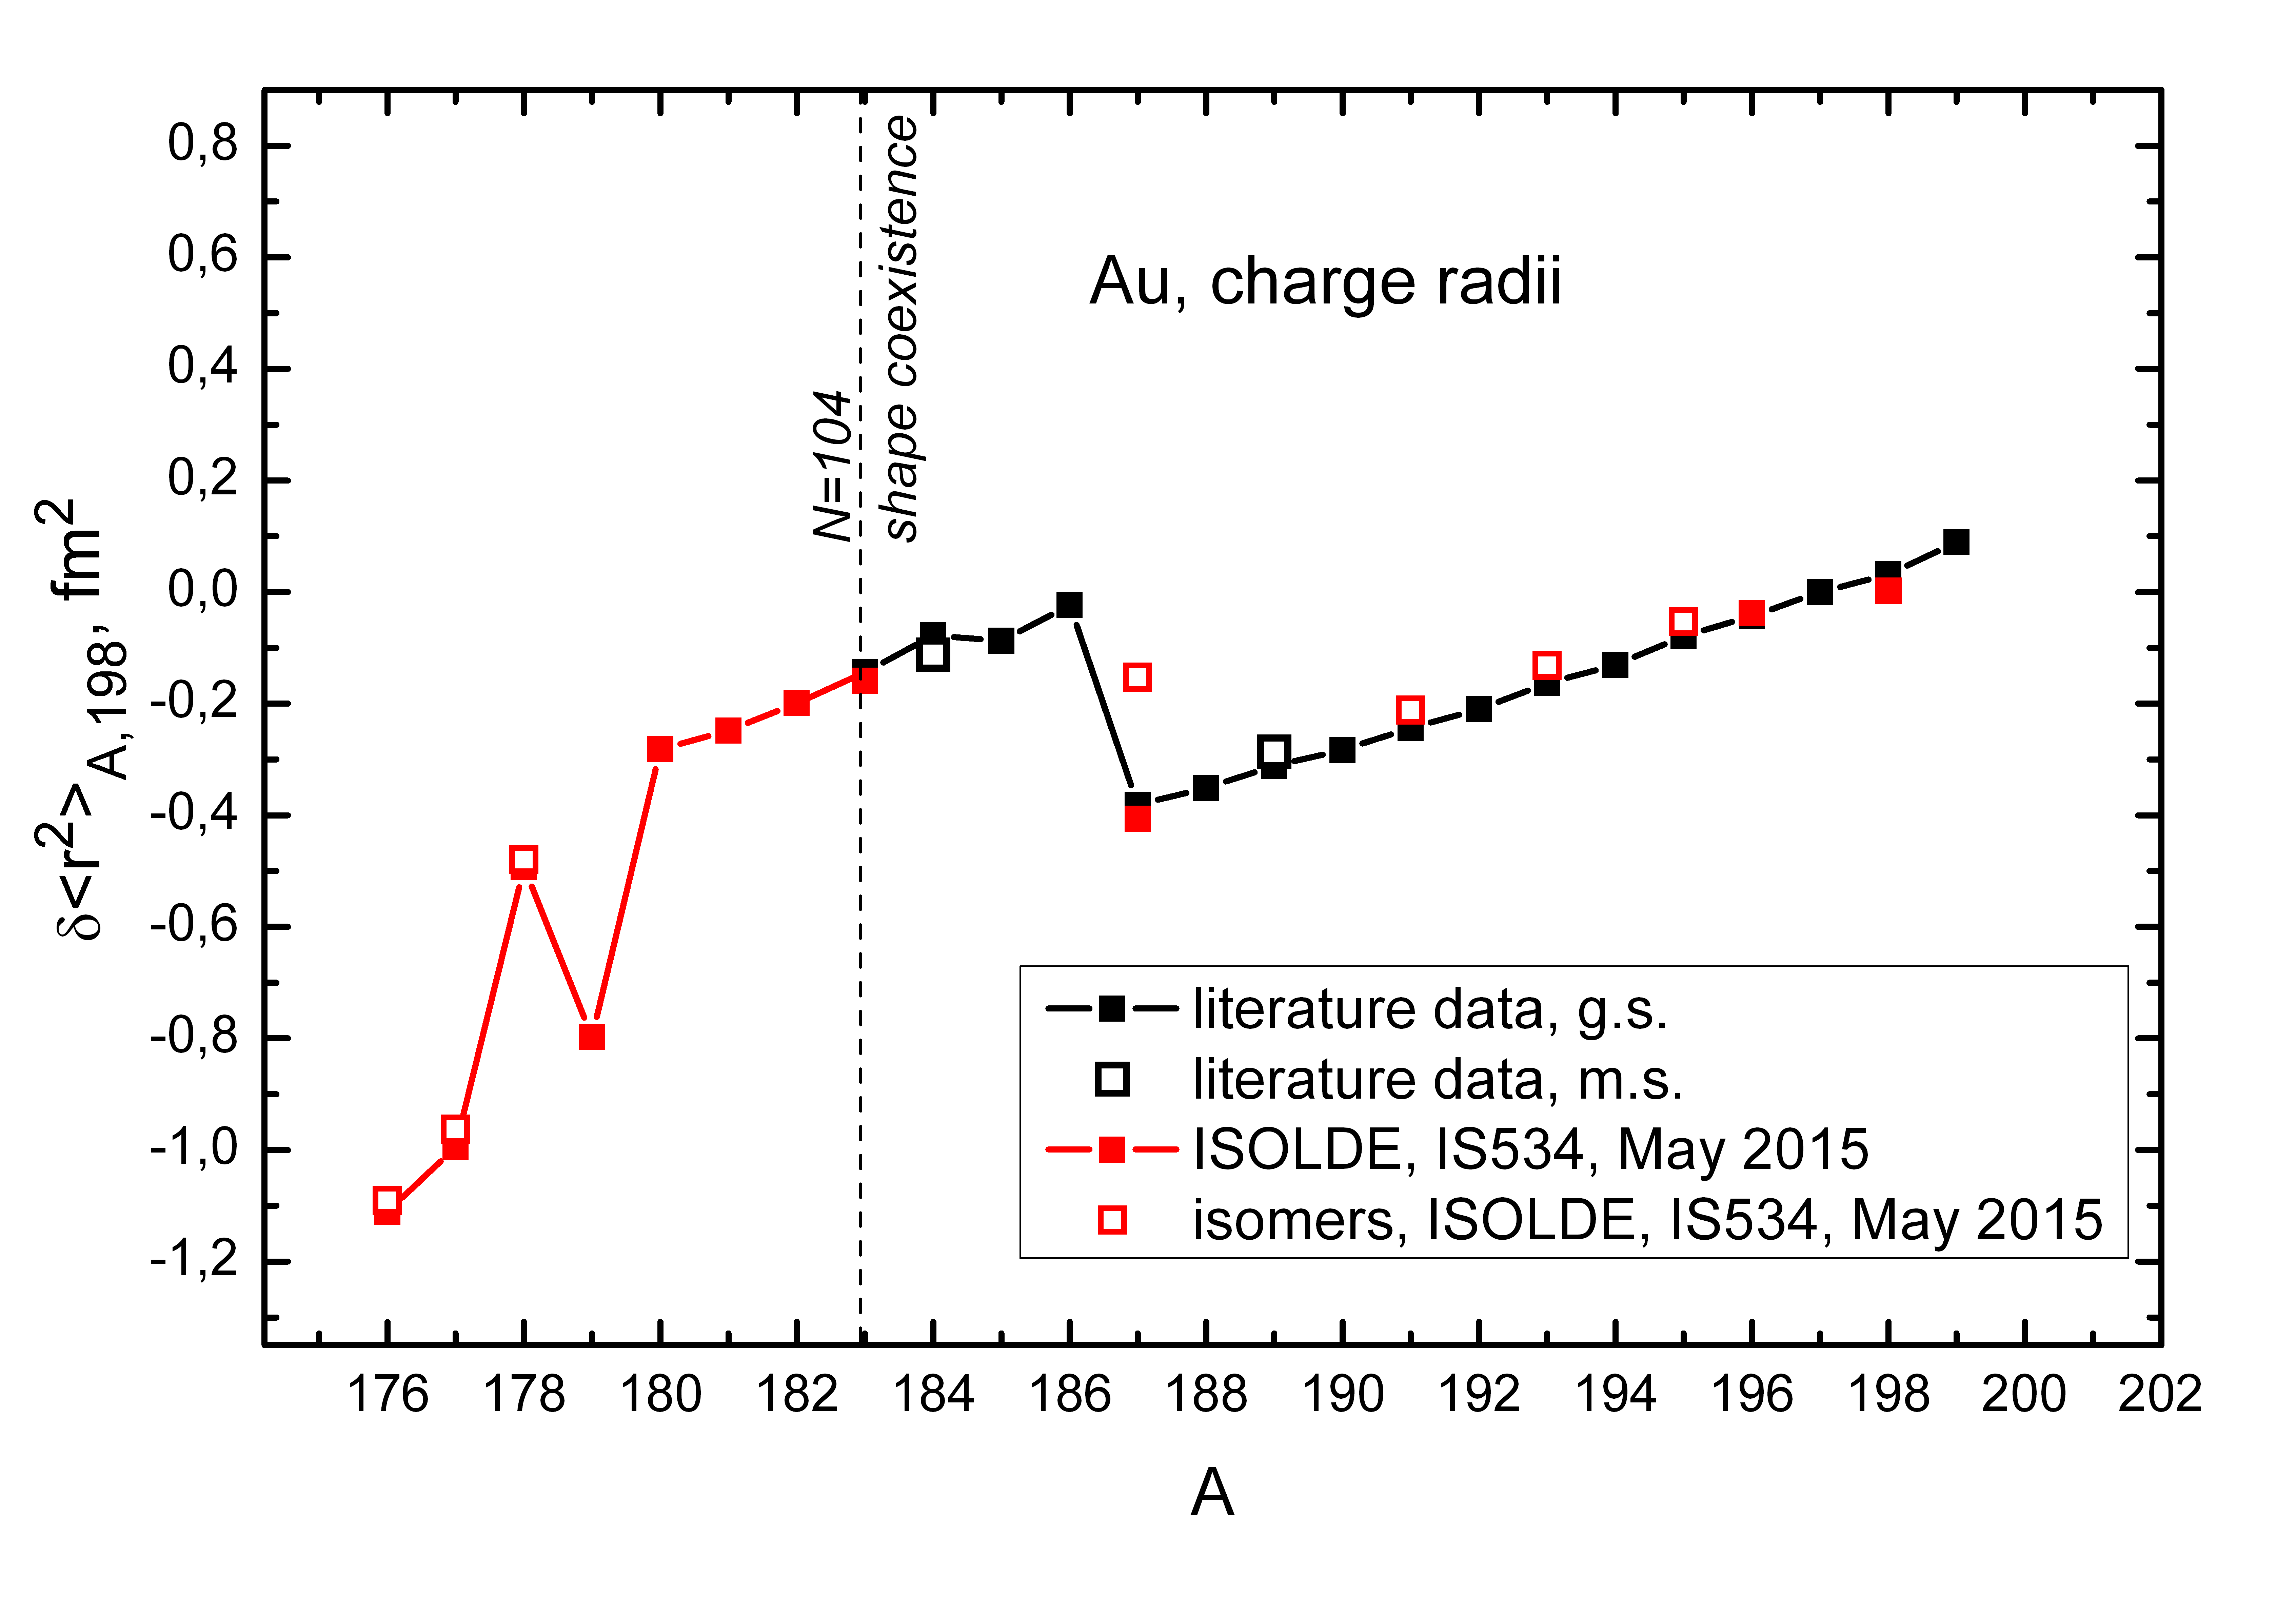 0,8
0,6
0,4
0,2
0,0
-0,2
-0,4
-0,6
-0,8
-1,0
-1,2
δ<r²>A,198, fm²
N=104
shape coexistence
Au, charge radii
literature data, g.s.
literature data, m.s.
ISOLDE, IS534, May 2015
isomers, ISOLDE, IS534, May 2015
176 178 180 182 184 186 188 190 192 194 196 198 200 202
A